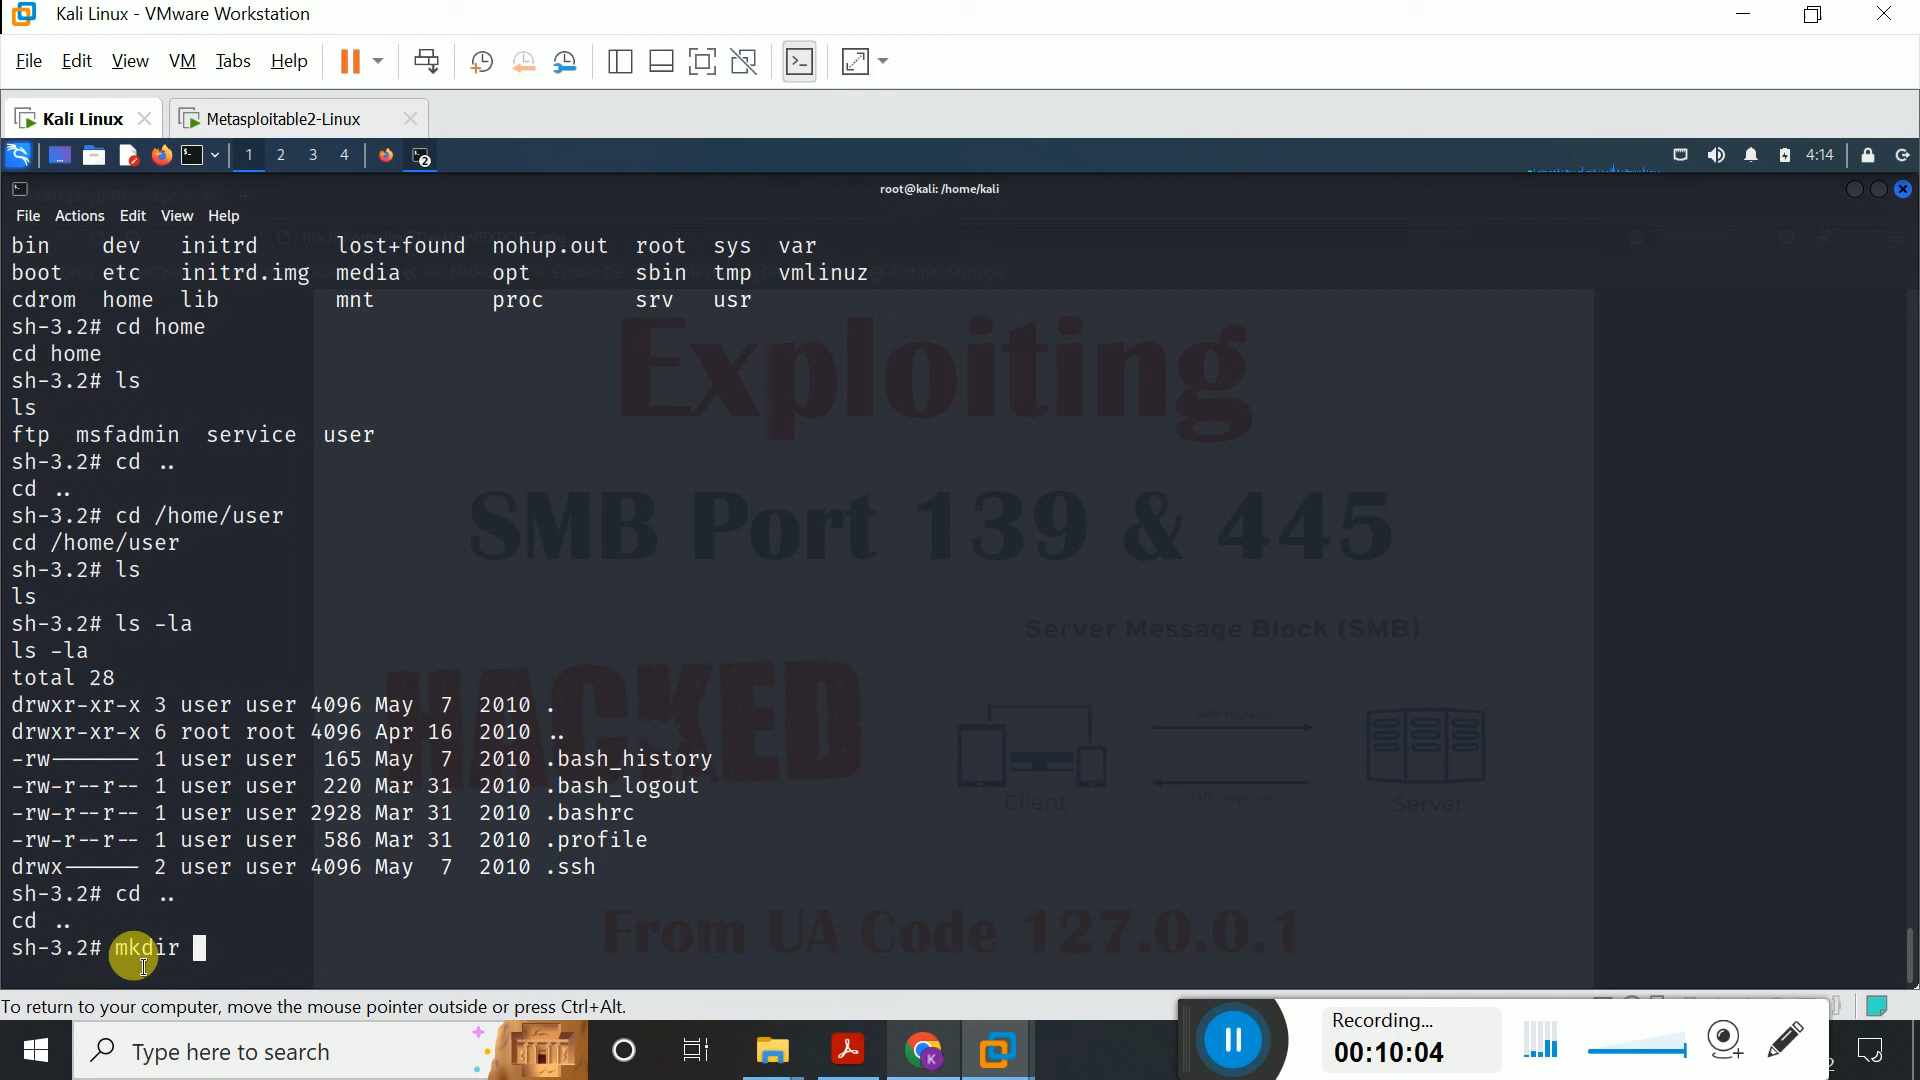 Kali Linux - VMware Workstation
File Edit View VM Tabs Help
Kali Linux Metasploitable2-Linux
1 2 3 4 2 4:14
root@kali: /home/kali
File Actions Edit View Help
bin dev initrd lost+found nohup.out root sys var
boot etc initrd.img media opt sbin tmp vmlinuz
cdrom home lib mnt proc srv usr
sh-3.2# cd home
cd home
sh-3.2# ls
ls
ftp msfadmin service user
sh-3.2# cd ..
cd ..
sh-3.2# cd /home/user
cd /home/user
sh-3.2# ls
ls
sh-3.2# ls -la
ls -la
total 28
drwxr-xr-x 3 user user 4096 May 7 2010 .
drwxr-xr-x 6 root root 4096 Apr 16 2010 ..
-rw------- 1 user user 165 May 7 2010 .bash_history
-rw-r--r-- 1 user user 220 Mar 31 2010 .bash_logout
-rw-r--r-- 1 user user 2928 Mar 31 2010 .bashrc
-rw-r--r-- 1 user user 586 Mar 31 2010 .profile
drwx------ 2 user user 4096 May 7 2010 .ssh
sh-3.2# cd ..
cd ..
sh-3.2# mkdir
Exploiting
SMB Port 139 & 445
Server Message Block (SMB)
HACKED
Client Server
From UA Code 127.0.0.1
To return to your computer, move the mouse pointer outside or press Ctrl+Alt.
Type here to search
K
Recording...
00:10:04